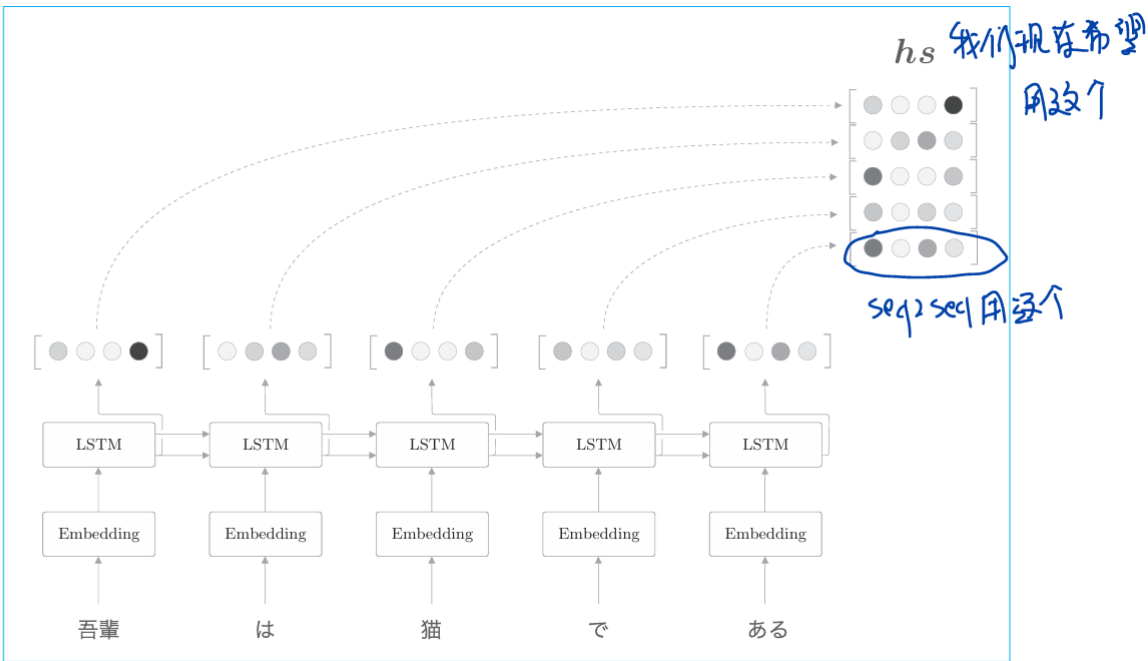 hs 我们现在希望
用这个
seq2seq用这个
LSTM LSTM LSTM LSTM LSTM
Embedding Embedding Embedding Embedding Embedding
吾輩 は 猫 で ある